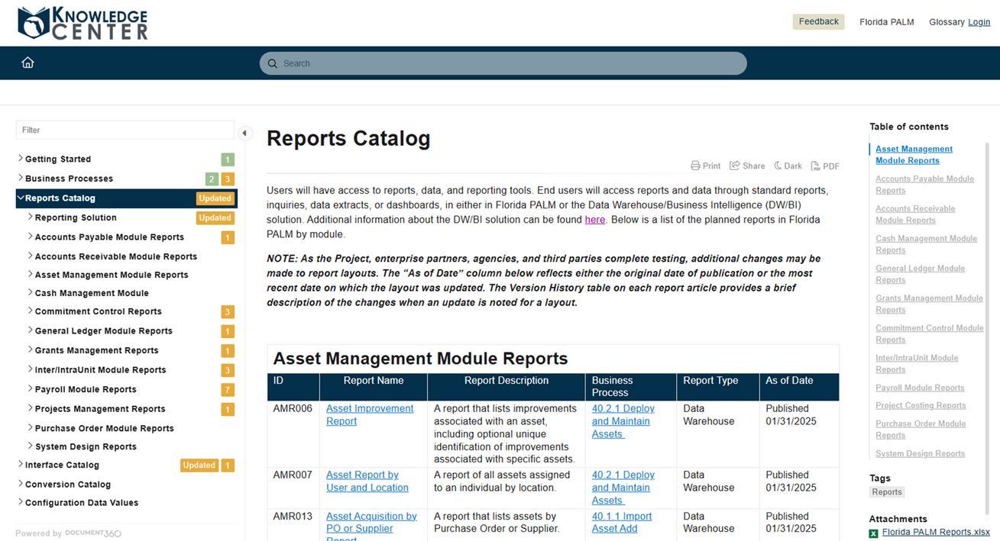 KNOWLEDGE
CENTER
Feedback
Florida PALM
Glossary
Login
Search
Filter
Getting Started 1
Business Processes 2 3
Reports Catalog Updated
Reporting Solution Updated
Accounts Payable Module Reports 1
Accounts Receivable Module Reports
Asset Management Module Reports
Cash Management Module
Commitment Control Reports 3
General Ledger Module Reports 1
Grants Management Reports 1
Inter/IntraUnit Module Reports 3
Payroll Module Reports 7
Projects Management Reports 1
Purchase Order Module Reports
System Design Reports
Interface Catalog Updated 1
Conversion Catalog
Configuration Data Values
Powered by DOCUMENT360
Reports Catalog
Print Share Dark PDF
Users will have access to reports, data, and reporting tools. End users will access reports and data through standard reports,
inquiries, data extracts, or dashboards, in either in Florida PALM or the Data Warehouse/Business Intelligence (DW/BI)
solution. Additional information about the DW/BI solution can be found here. Below is a list of the planned reports in Florida
PALM by module.
NOTE: As the Project, enterprise partners, agencies, and third parties complete testing, additional changes may be
made to report layouts. The “As of Date” column below reflects either the original date of publication or the most
recent date on which the layout was updated. The Version History table on each report article provides a brief
description of the changes when an update is noted for a layout.
Asset Management Module Reports
ID
Report Name
Report Description
Business
Process
Report Type
As of Date
AMR006
Asset Improvement
Report
A report that lists improvements
associated with an asset,
including optional unique
identification of improvements
associated with specific assets.
40.2.1 Deploy
and Maintain
Assets
Data
Warehouse
Published
01/31/2025
AMR007
Asset Report by
User and Location
A report of all assets assigned
to an individual by location.
40.2.1 Deploy
and Maintain
Assets
Data
Warehouse
Published
01/31/2025
AMR013
Asset Acquisition by
PO or Supplier
Report
A report that lists assets by
Purchase Order or Supplier.
40.1.1 Import
Asset Add
Data
Warehouse
Published
01/31/2025
Table of contents
Asset Management
Module Reports
Accounts Payable Module
Reports
Accounts Receivable
Module Reports
Cash Management Module
Reports
General Ledger Module
Reports
Grants Management Module
Reports
Commitment Control Module
Reports
Inter/IntraUnit Module
Reports
Payroll Module Reports
Project Costing Reports
Purchase Order Module
Reports
System Design Reports
Tags
Reports
Attachments
Florida PALM Reports.xlsx